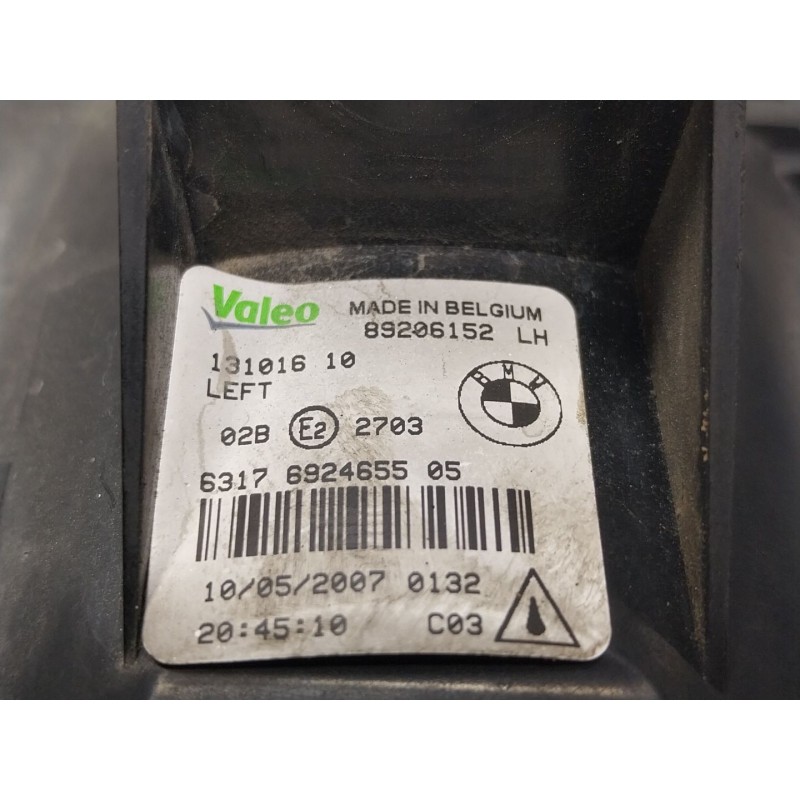 Valeo MADE IN BELGIUM
89206152 LH
131016 10
LEFT
BMW
02B E2 2703
6317 6924655 05
10/05/2007 0132
20:45:10 C03